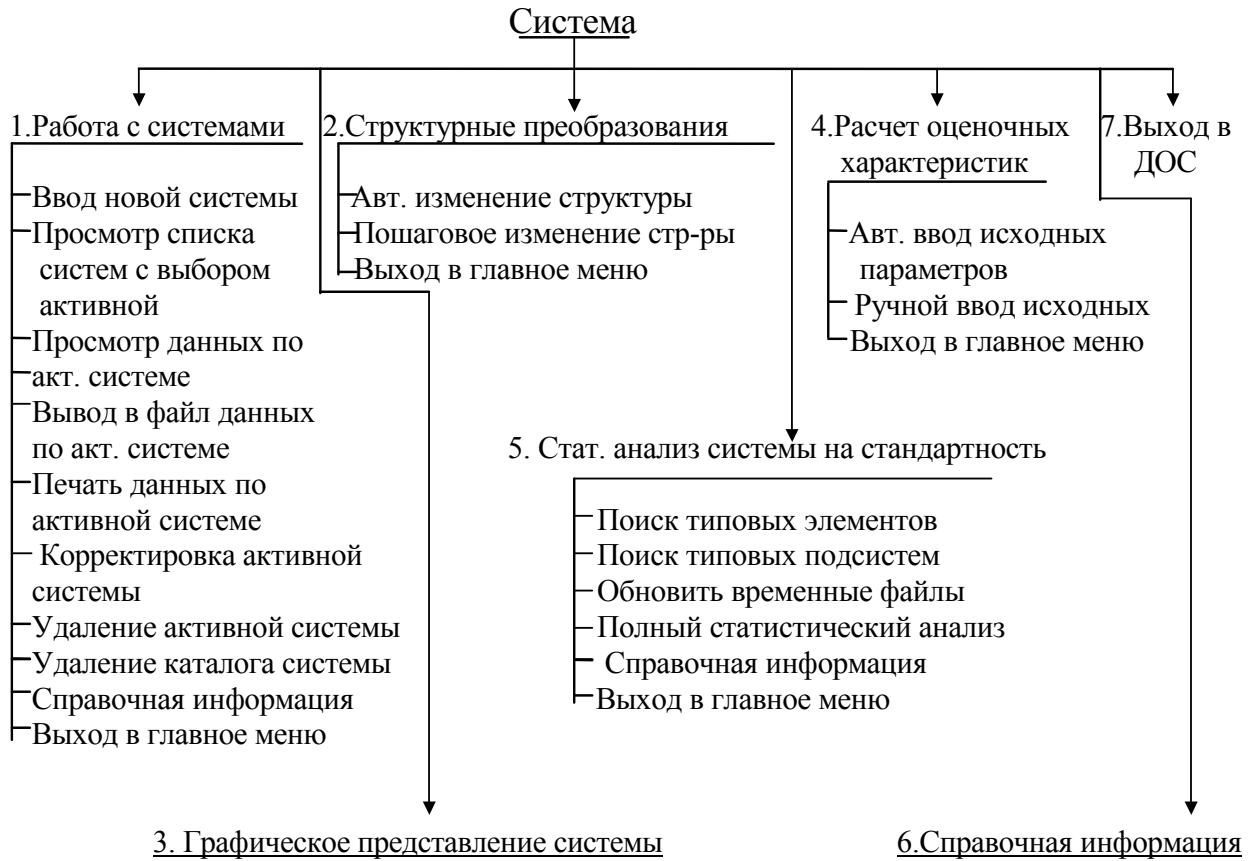 Система
1.Работа с системами
Ввод новой системы
Просмотр списка
систем с выбором
активной
Просмотр данных по
акт. системе
Вывод в файл данных
по акт. системе
Печать данных по
активной системе
Корректировка активной
системы
Удаление активной системы
Удаление каталога системы
Справочная информация
Выход в главное меню
2.Структурные преобразования
Авт. изменение структуры
Пошаговое изменение стр-ры
Выход в главное меню
4.Расчет оценочных
характеристик
Авт. ввод исходных
параметров
Ручной ввод исходных
Выход в главное меню
7.Выход в
ДОС
5. Стат. анализ системы на стандартность
Поиск типовых элементов
Поиск типовых подсистем
Обновить временные файлы
Полный статистический анализ
Справочная информация
Выход в главное меню
3. Графическое представление системы
6.Справочная информация